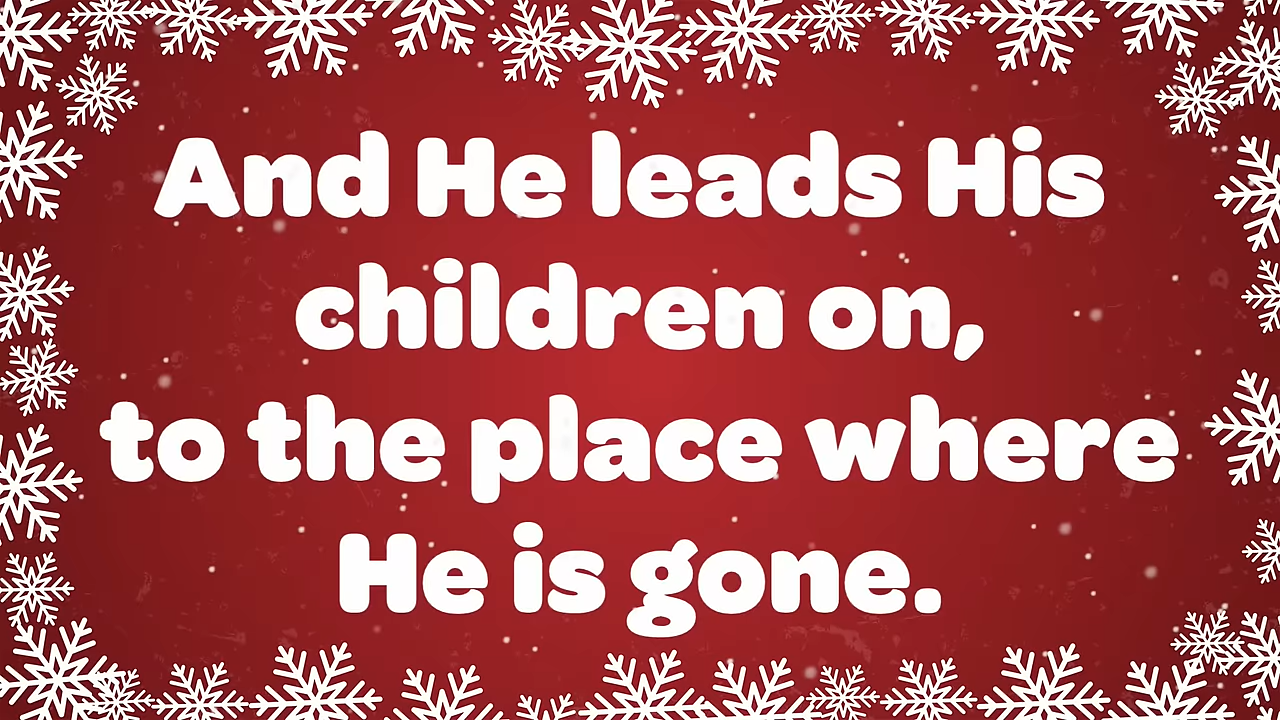 And He leads His
children on,
to the place where
He is gone.